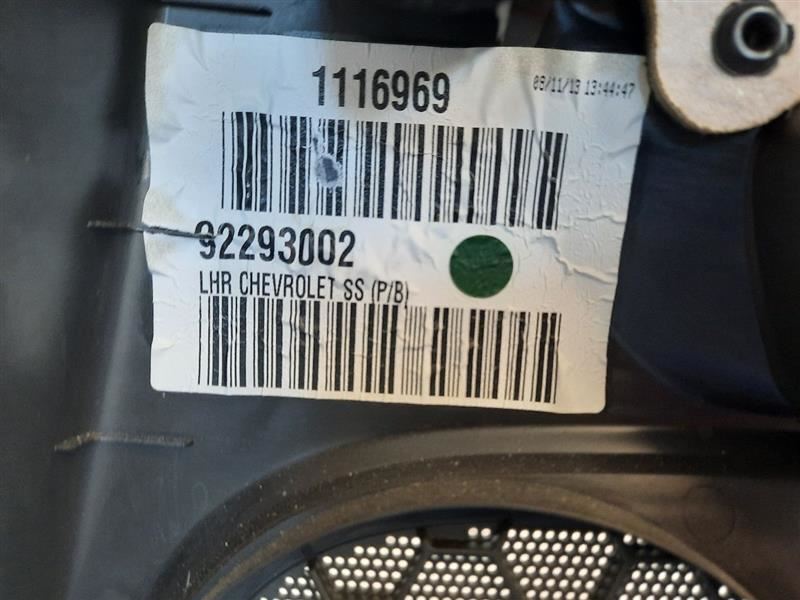 1116969 09/11/13 13:44:47
92293002
LHR CHEVROLET SS (P/B)